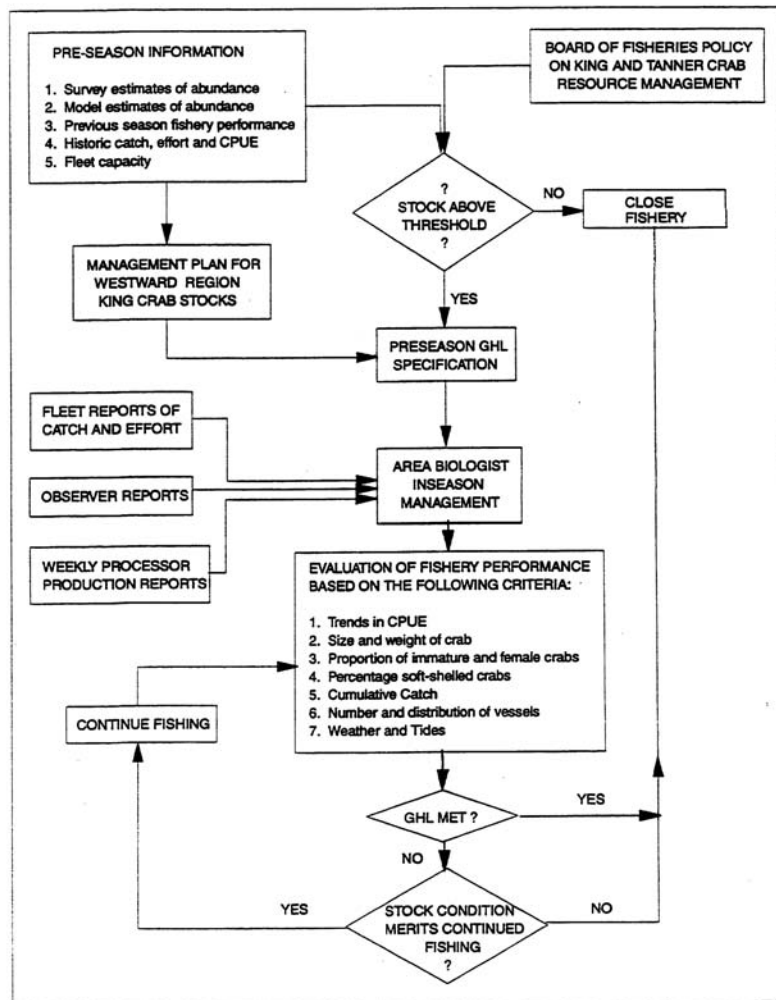 PRE-SEASON INFORMATION
1. Survey estimates of abundance
2. Model estimates of abundance
3. Previous season fishery performance
4. Historic catch, effort and CPUE
5. Fleet capacity
BOARD OF FISHERIES POLICY
ON KING AND TANNER CRAB
RESOURCE MANAGEMENT
?
STOCK ABOVE
THRESHOLD
?
NO
CLOSE
FISHERY
YES
MANAGEMENT PLAN FOR
WESTWARD REGION
KING CRAB STOCKS
PRESEASON GHL
SPECIFICATION
FLEET REPORTS OF
CATCH AND EFFORT
OBSERVER REPORTS
WEEKLY PROCESSOR
PRODUCTION REPORTS
AREA BIOLOGIST
INSEASON
MANAGEMENT
EVALUATION OF FISHERY PERFORMANCE
BASED ON THE FOLLOWING CRITERIA:
1. Trends in CPUE
2. Size and weight of crab
3. Proportion of immature and female crabs
4. Percentage soft-shelled crabs
5. Cumulative Catch
6. Number and distribution of vessels
7. Weather and Tides
CONTINUE FISHING
GHL MET ?
YES
NO
YES
STOCK CONDITION
MERITS CONTINUED
FISHING
?
NO